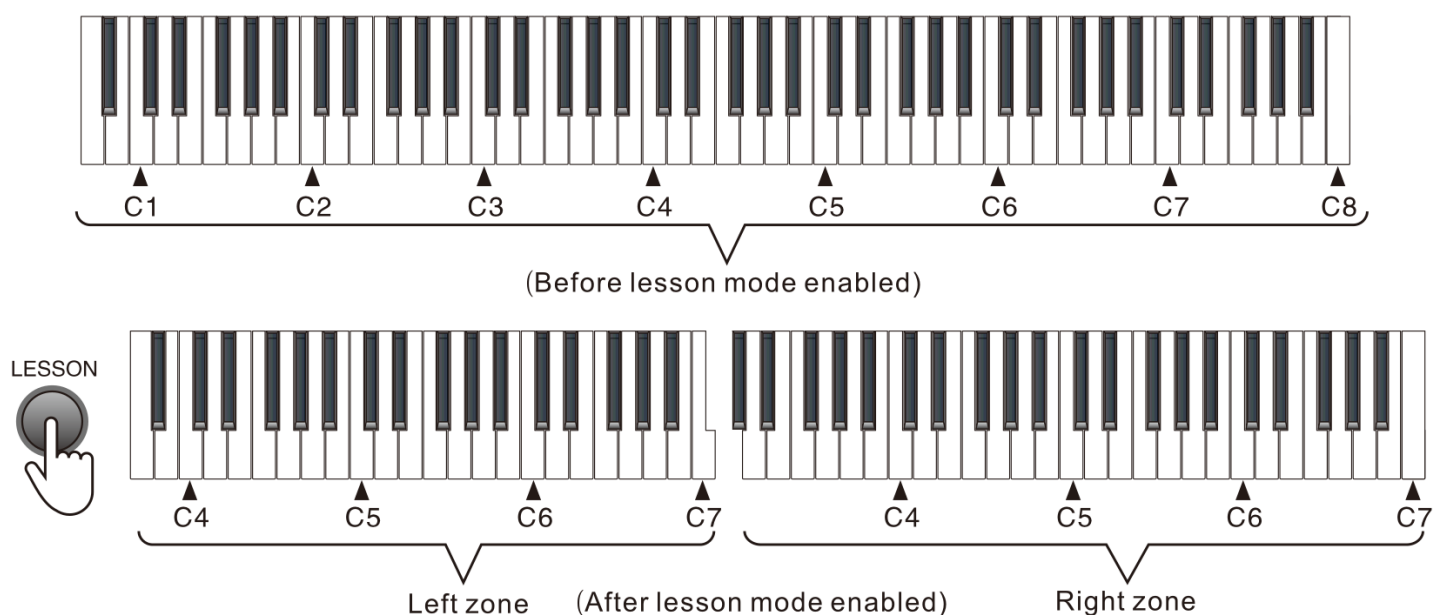 C1 C2 C3 C4 C5 C6 C7 C8
(Before lesson mode enabled)
LESSON
C4 C5 C6 C7 C4 C5 C6 C7
Left zone (After lesson mode enabled) Right zone